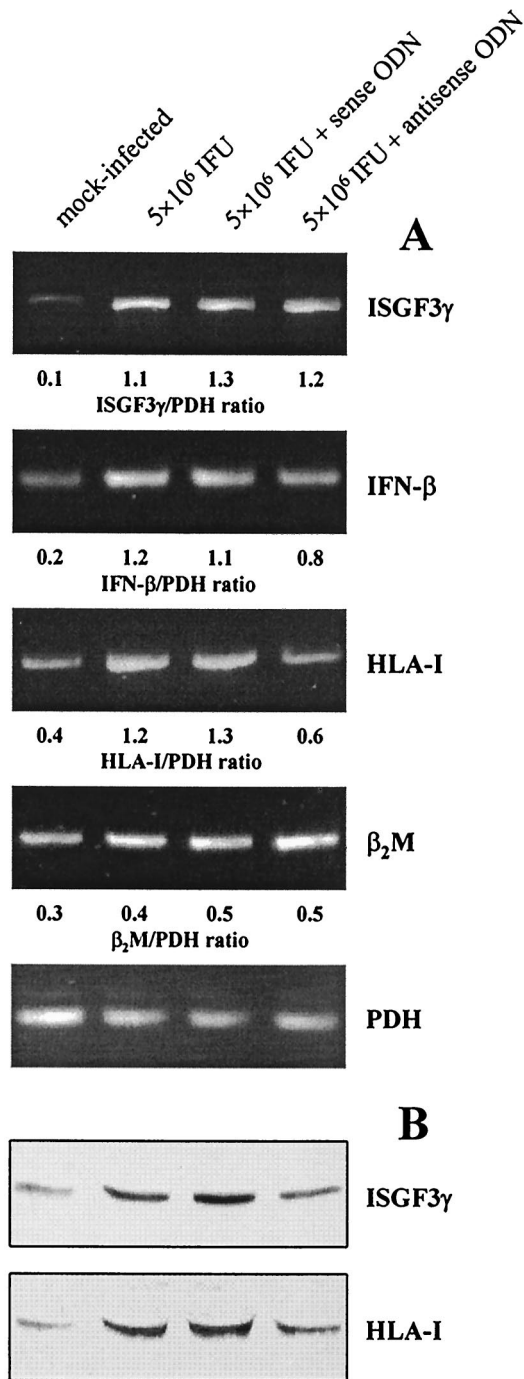 mock-infected
5×10⁶ IFU
5×10⁶ IFU + sense ODN
5×10⁶ IFU + antisense ODN
A
ISGF3γ
0.1 1.1 1.3 1.2
ISGF3γ/PDH ratio
IFN-β
0.2 1.2 1.1 0.8
IFN-β/PDH ratio
HLA-I
0.4 1.2 1.3 0.6
HLA-I/PDH ratio
β₂M
0.3 0.4 0.5 0.5
β₂M/PDH ratio
PDH
B
ISGF3γ
HLA-I